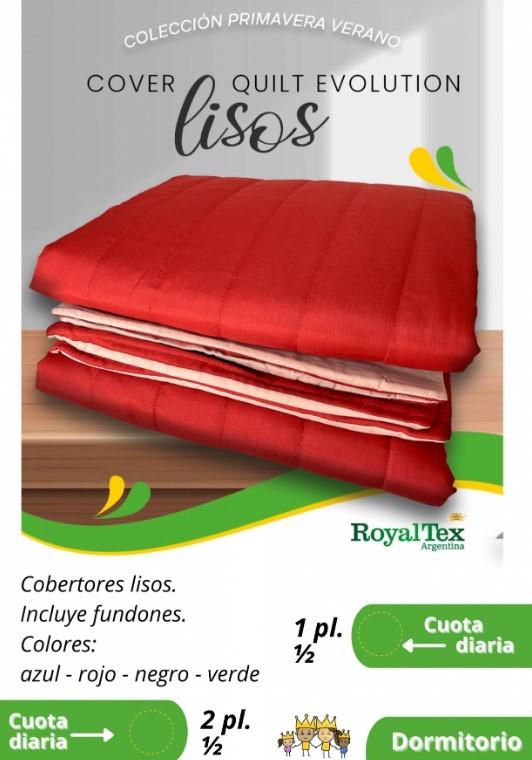 COLECCIÓN PRIMAVERA VERANO
COVER QUILT EVOLUTION
lisos
RoyalTex
Argentina
Cobertores lisos.
Incluye fundones.
Colores:
azul - rojo - negro - verde
1 pl.
½
Cuota
diaria
Cuota
diaria
2 pl.
½
Dormitorio